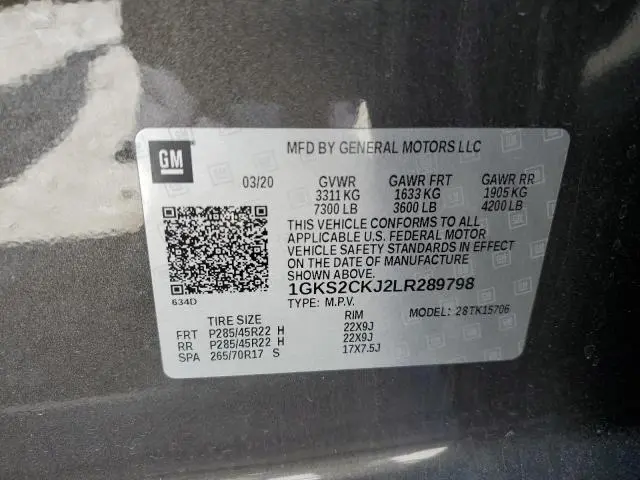 GM
MFD BY GENERAL MOTORS LLC
03/20 GVWR GAWR FRT GAWR RR
3311 KG 1633 KG 1905 KG
7300 LB 3600 LB 4200 LB
THIS VEHICLE CONFORMS TO ALL
APPLICABLE U.S. FEDERAL MOTOR
VEHICLE SAFETY STANDARDS IN EFFECT
ON THE DATE OF MANUFACTURE
SHOWN ABOVE.
634D
1GKS2CKJ2LR289798
TYPE: M.P.V. MODEL: 28TK15706
TIRE SIZE RIM
FRT P285/45R22 H 22X9J
RR P285/45R22 H 22X9J
SPA 265/70R17 S 17X7.5J